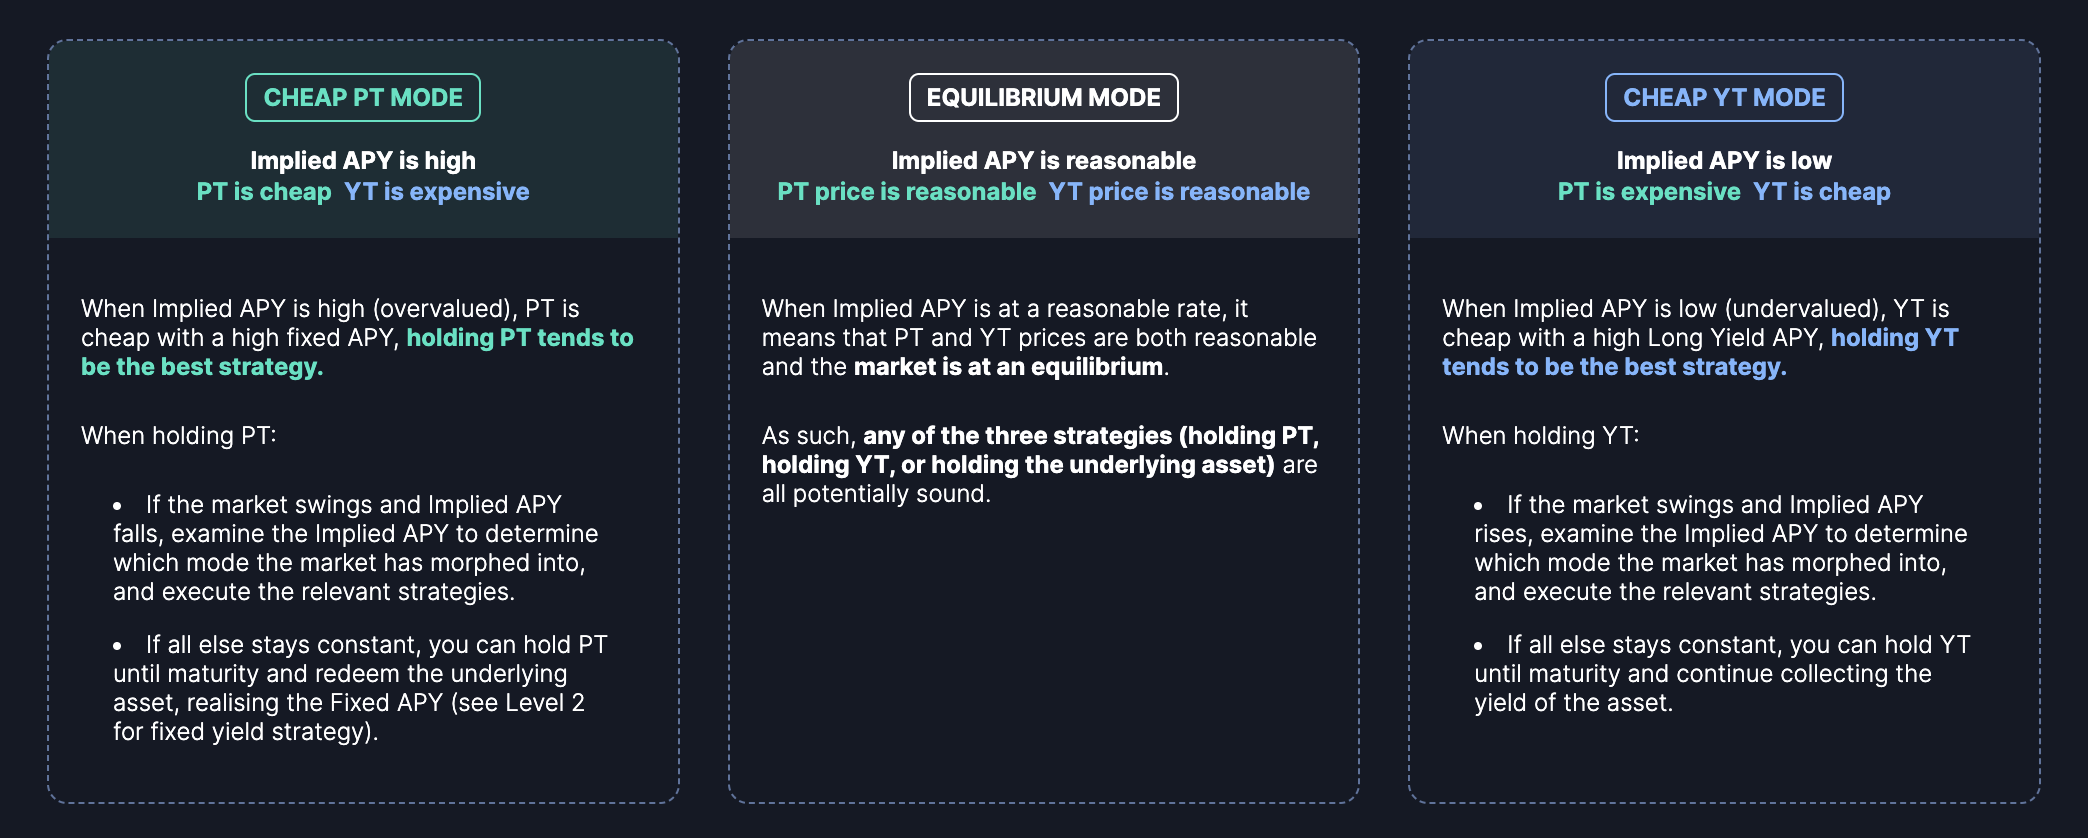 CHEAP PT MODE
Implied APY is high
PT is cheap YT is expensive
When Implied APY is high (overvalued), PT is
cheap with a high fixed APY, holding PT tends to
be the best strategy.
When holding PT:
• If the market swings and Implied APY
falls, examine the Implied APY to determine
which mode the market has morphed into,
and execute the relevant strategies.
• If all else stays constant, you can hold PT
until maturity and redeem the underlying
asset, realising the Fixed APY (see Level 2
for fixed yield strategy).
EQUILIBRIUM MODE
Implied APY is reasonable
PT price is reasonable YT price is reasonable
When Implied APY is at a reasonable rate, it
means that PT and YT prices are both reasonable
and the market is at an equilibrium.
As such, any of the three strategies (holding PT,
holding YT, or holding the underlying asset) are
all potentially sound.
CHEAP YT MODE
Implied APY is low
PT is expensive YT is cheap
When Implied APY is low (undervalued), YT is
cheap with a high Long Yield APY, holding YT
tends to be the best strategy.
When holding YT:
• If the market swings and Implied APY
rises, examine the Implied APY to determine
which mode the market has morphed into,
and execute the relevant strategies.
• If all else stays constant, you can hold YT
until maturity and continue collecting the
yield of the asset.